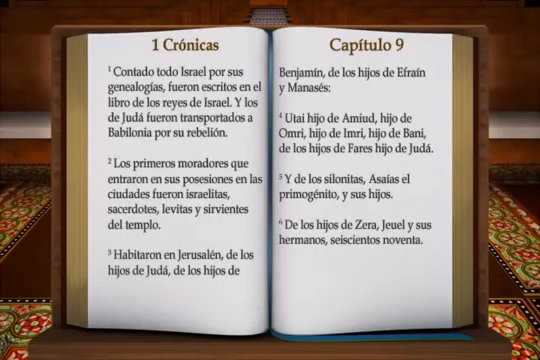 1 Crónicas
¹ Contado todo Israel por sus
genealogías, fueron escritos en el
libro de los reyes de Israel. Y los
de Judá fueron transportados a
Babilonia por su rebelión.
² Los primeros moradores que
entraron en sus posesiones en las
ciudades fueron israelitas,
sacerdotes, levitas y sirvientes
del templo.
³ Habitaron en Jerusalén, de los
hijos de Judá, de los hijos de
Capítulo 9
Benjamín, de los hijos de Efraín
y Manasés:
⁴ Utai hijo de Amiud, hijo de
Omri, hijo de Imri, hijo de Bani,
de los hijos de Fares hijo de Judá.
⁵ Y de los silonitas, Asaías el
primogénito, y sus hijos.
⁶ De los hijos de Zera, Jeuel y sus
hermanos, seiscientos noventa.